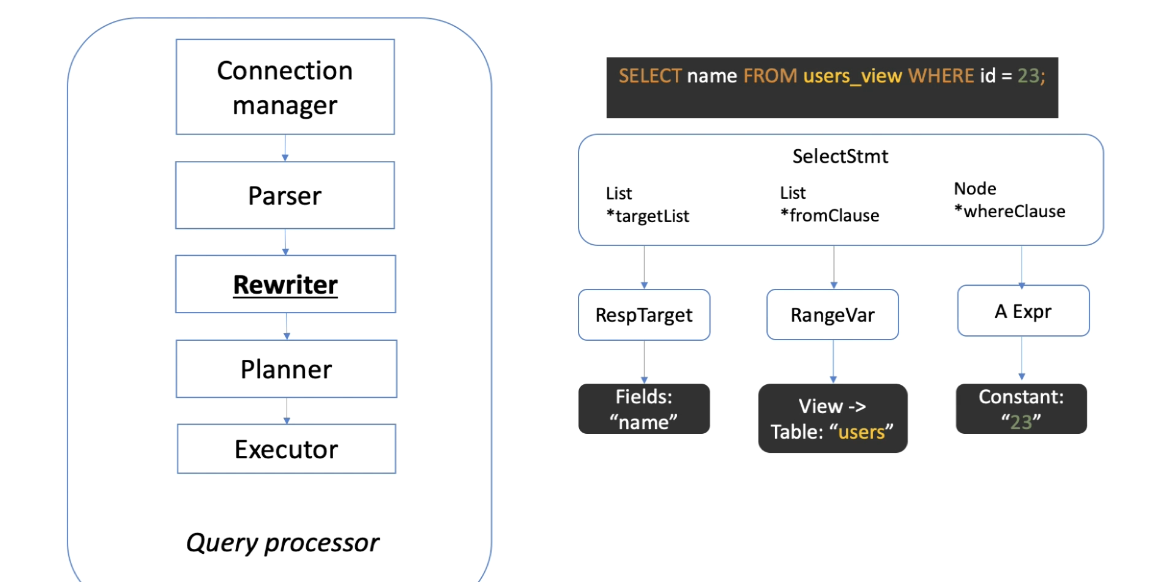 Connection
manager
Parser
Rewriter
Planner
Executor
Query processor
SELECT name FROM users_view WHERE id = 23;
SelectStmt
List
*targetList
List
*fromClause
Node
*whereClause
RespTarget
RangeVar
A Expr
Fields:
“name”
View ->
Table: “users”
Constant:
“23”